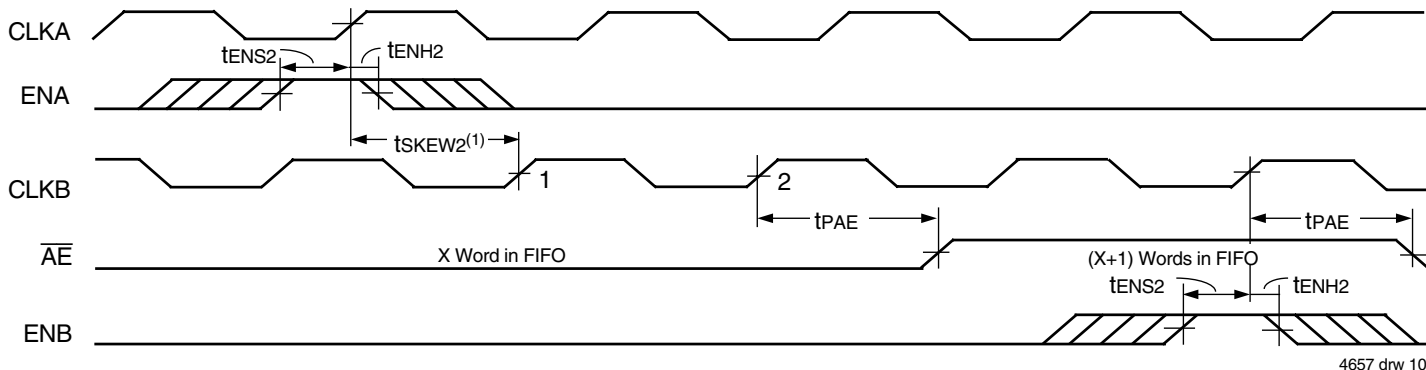 CLKA
tENS2 tENH2
ENA
tSKEW2(1)
CLKB 1 2
tPAE tPAE
AE X Word in FIFO (X+1) Words in FIFO
tENS2 tENH2
ENB
4657 drw 10